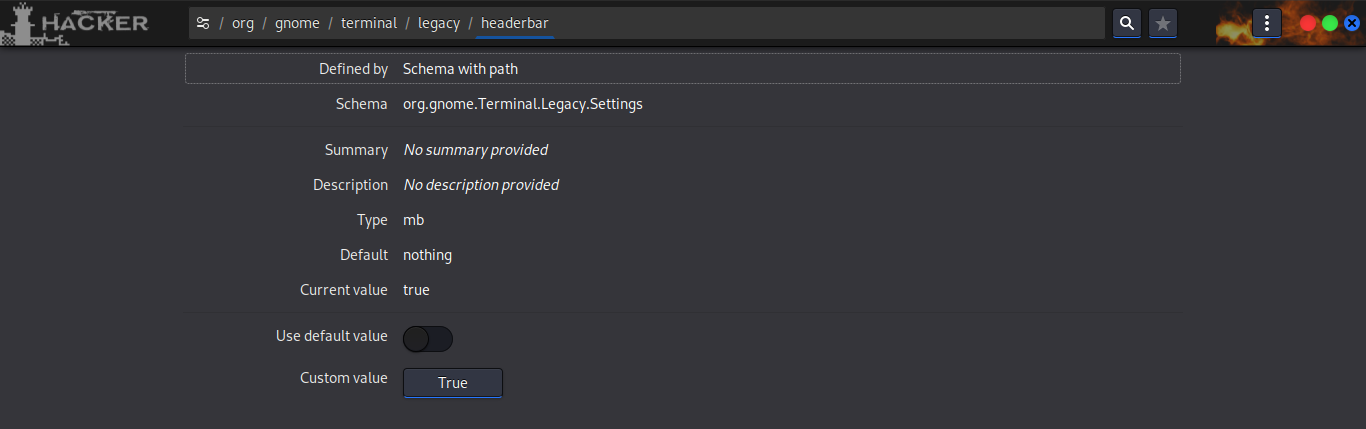 HACKER / org / gnome / terminal / legacy / headerbar
Defined by Schema with path
Schema org.gnome.Terminal.Legacy.Settings
Summary No summary provided
Description No description provided
Type mb
Default nothing
Current value true
Use default value
Custom value True